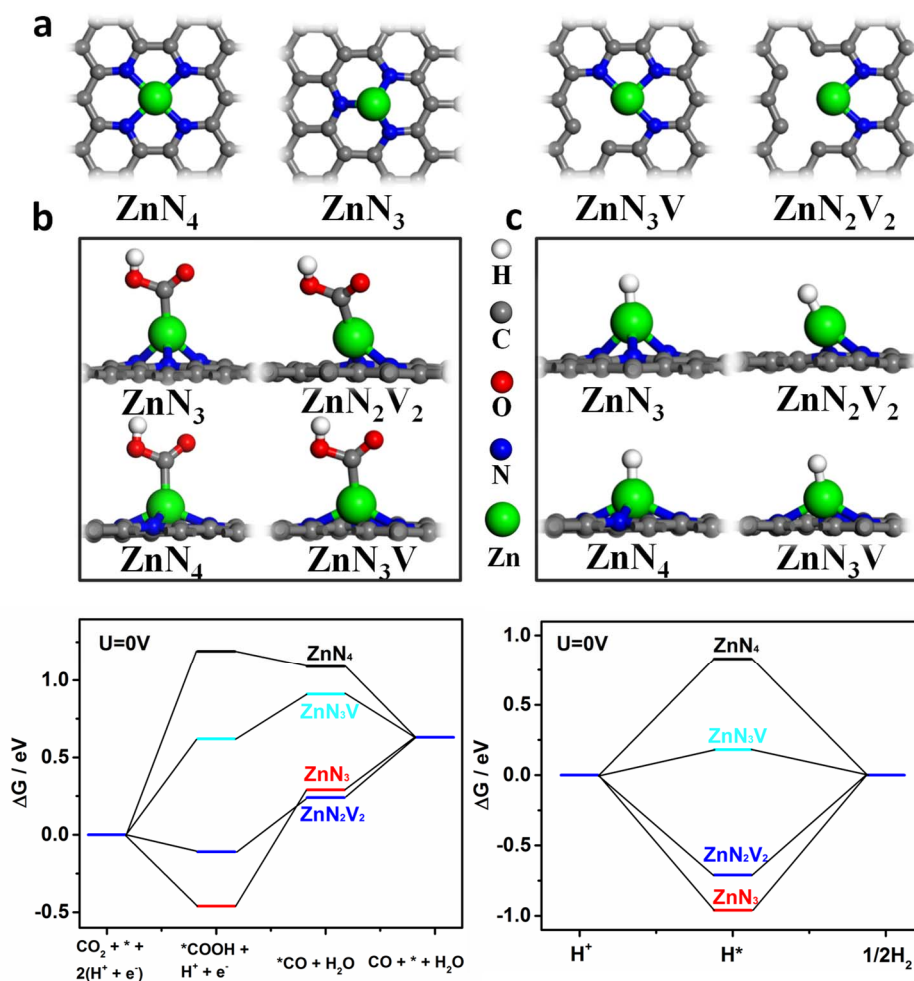 a
ZnN₄
ZnN₃
ZnN₃V
ZnN₂V₂
b
ZnN₃
ZnN₂V₂
ZnN₄
ZnN₃V
H
C
O
N
Zn
c
ZnN₃
ZnN₂V₂
ZnN₄
ZnN₃V
U=0V
ΔG / eV
1.0
0.5
0.0
-0.5
ZnN₄
ZnN₃V
ZnN₃
ZnN₂V₂
CO₂ + * +
2(H⁺ + e⁻)
*COOH +
H⁺ + e⁻
*CO + H₂O
CO + * + H₂O
U=0V
ΔG / eV
1.0
0.5
0.0
-0.5
-1.0
ZnN₄
ZnN₃V
ZnN₂V₂
ZnN₃
H⁺
H*
1/2H₂